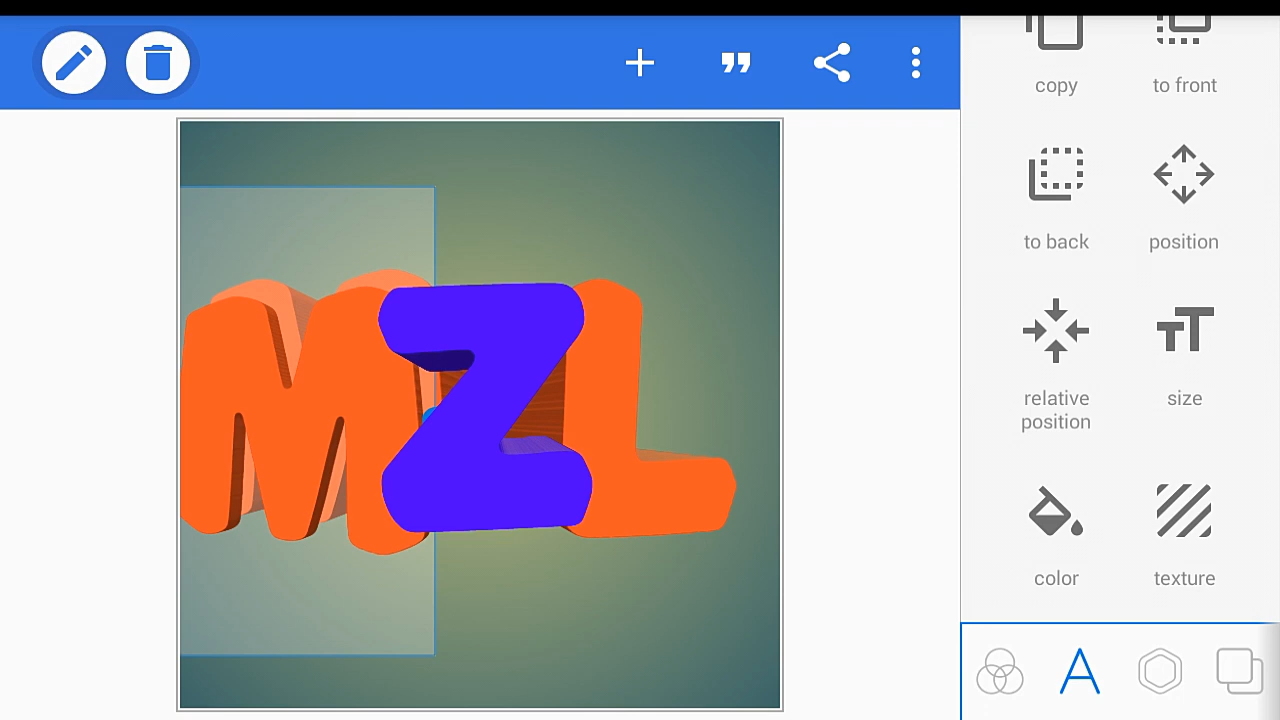 copy
to front
to back
position
relative
position
size
color
texture
MZL
A